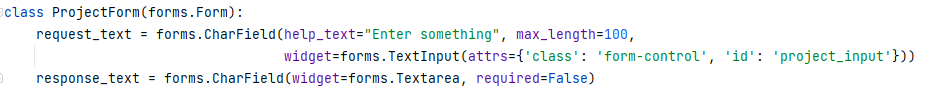 class ProjectForm(forms.Form):
    request_text = forms.CharField(help_text="Enter something", max_length=100,
                                   widget=forms.TextInput(attrs={'class': 'form-control', 'id': 'project_input'}))
    response_text = forms.CharField(widget=forms.Textarea, required=False)